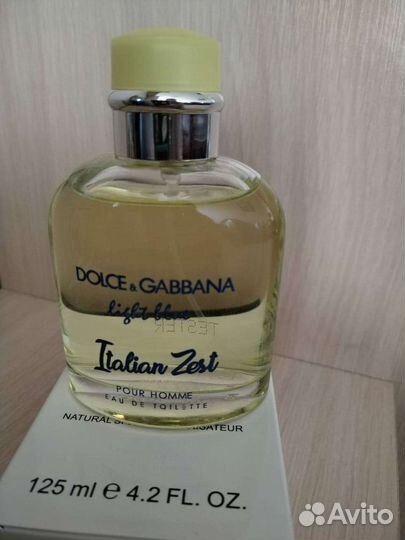 DOLCE & GABBANA
light blue
TESTER
Italian Zest
POUR HOMME
EAU DE TOILETTE
NATURAL
125 ml e 4.2 FL. OZ.
Avito